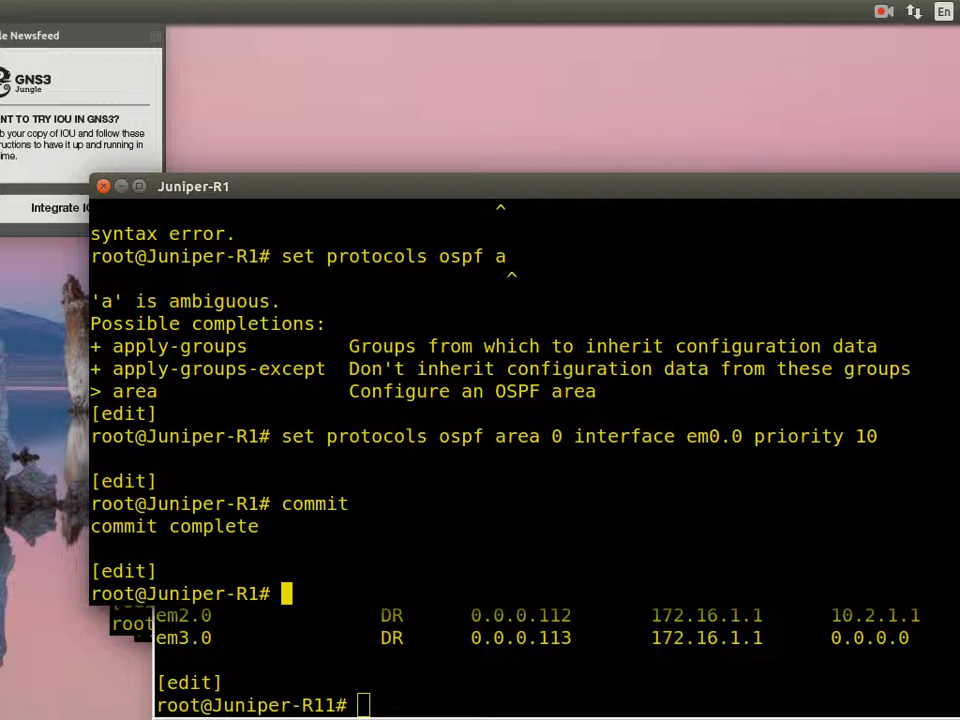 En
le Newsfeed
GNS3
Jungle
NT TO TRY IOU IN GNS3?
b your copy of IOU and follow these
ructions to have it up and running in
ime.
Integrate I
Juniper-R1
^
syntax error.
root@Juniper-R1# set protocols ospf a
^
'a' is ambiguous.
Possible completions:
+ apply-groups Groups from which to inherit configuration data
+ apply-groups-except Don't inherit configuration data from these groups
> area Configure an OSPF area
[edit]
root@Juniper-R1# set protocols ospf area 0 interface em0.0 priority 10
[edit]
root@Juniper-R1# commit
commit complete
[edit]
root@Juniper-R1#
root
em2.0 DR 0.0.0.112 172.16.1.1 10.2.1.1
em3.0 DR 0.0.0.113 172.16.1.1 0.0.0.0
[edit]
root@Juniper-R11#